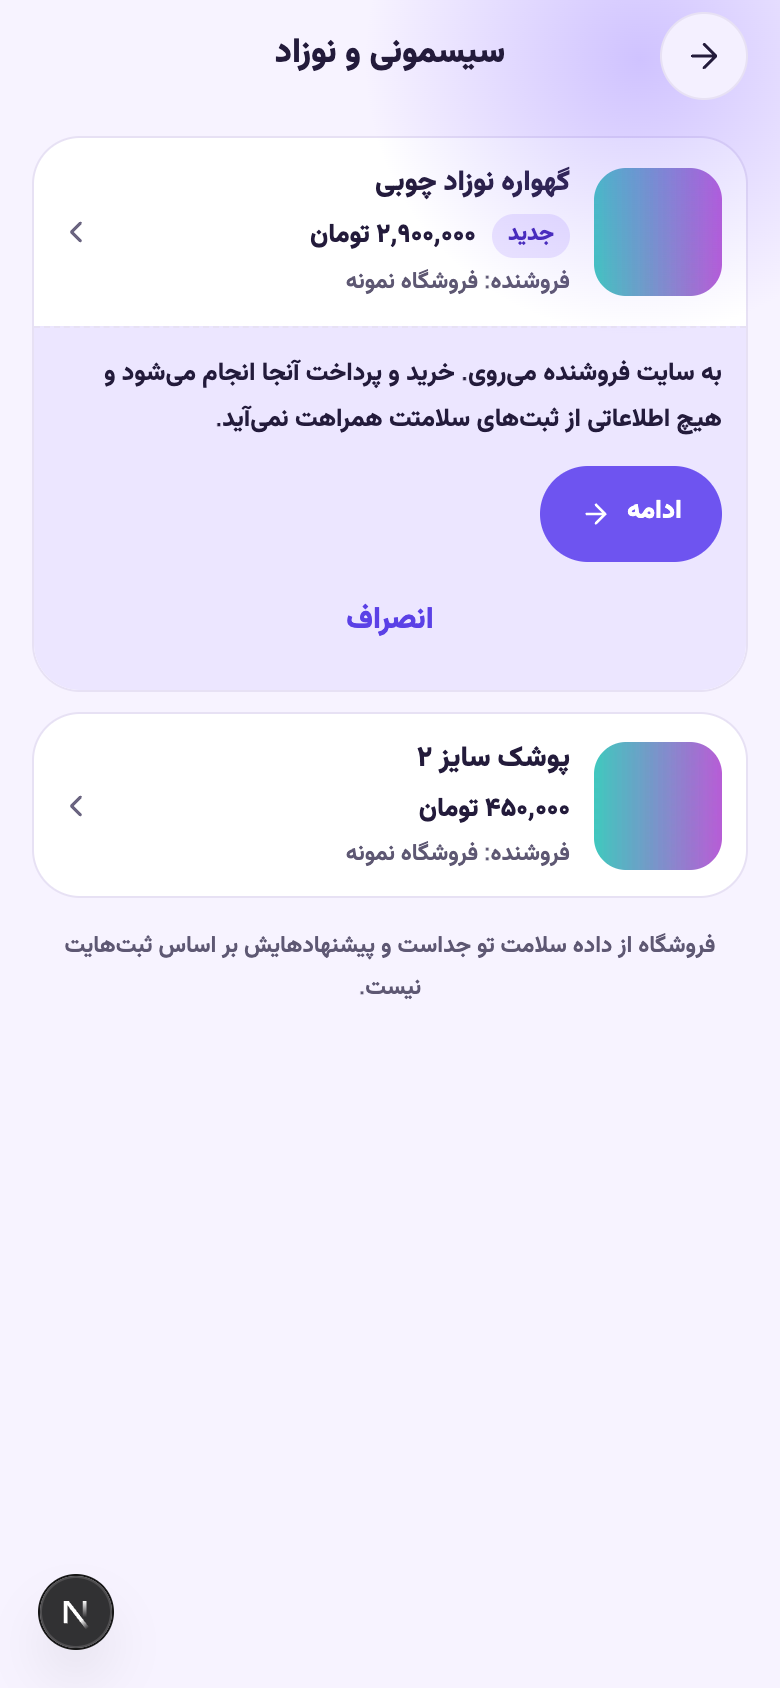 سیسمونی و نوزاد
گهواره نوزاد چوبی
جدید ۲,۹۰۰,۰۰۰ تومان
فروشنده: فروشگاه نمونه
به سایت فروشنده می‌روی. خرید و پرداخت آنجا انجام می‌شود و
هیچ اطلاعاتی از ثبت‌های سلامتت همراهت نمی‌آید.
ادامه
انصراف
پوشک سایز ۲
۴۵۰,۰۰۰ تومان
فروشنده: فروشگاه نمونه
فروشگاه از داده سلامت تو جداست و پیشنهادهایش بر اساس ثبت‌هایت
نیست.
N